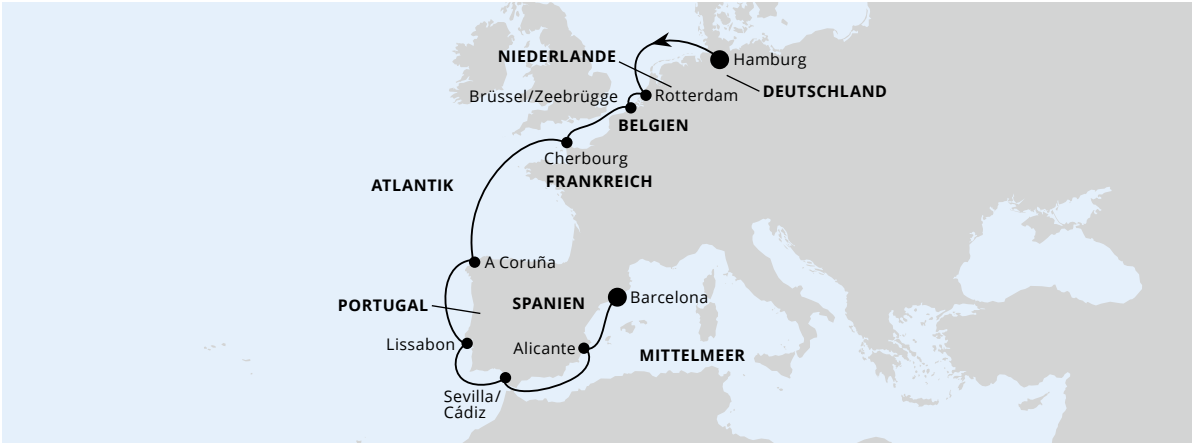 NIEDERLANDE
Hamburg
DEUTSCHLAND
Brüssel/Zeebrügge
Rotterdam
BELGIEN
Cherbourg
FRANKREICH
ATLANTIK
A Coruña
PORTUGAL
SPANIEN
Barcelona
Lissabon
Alicante
MITTELMEER
Sevilla/
Cádiz